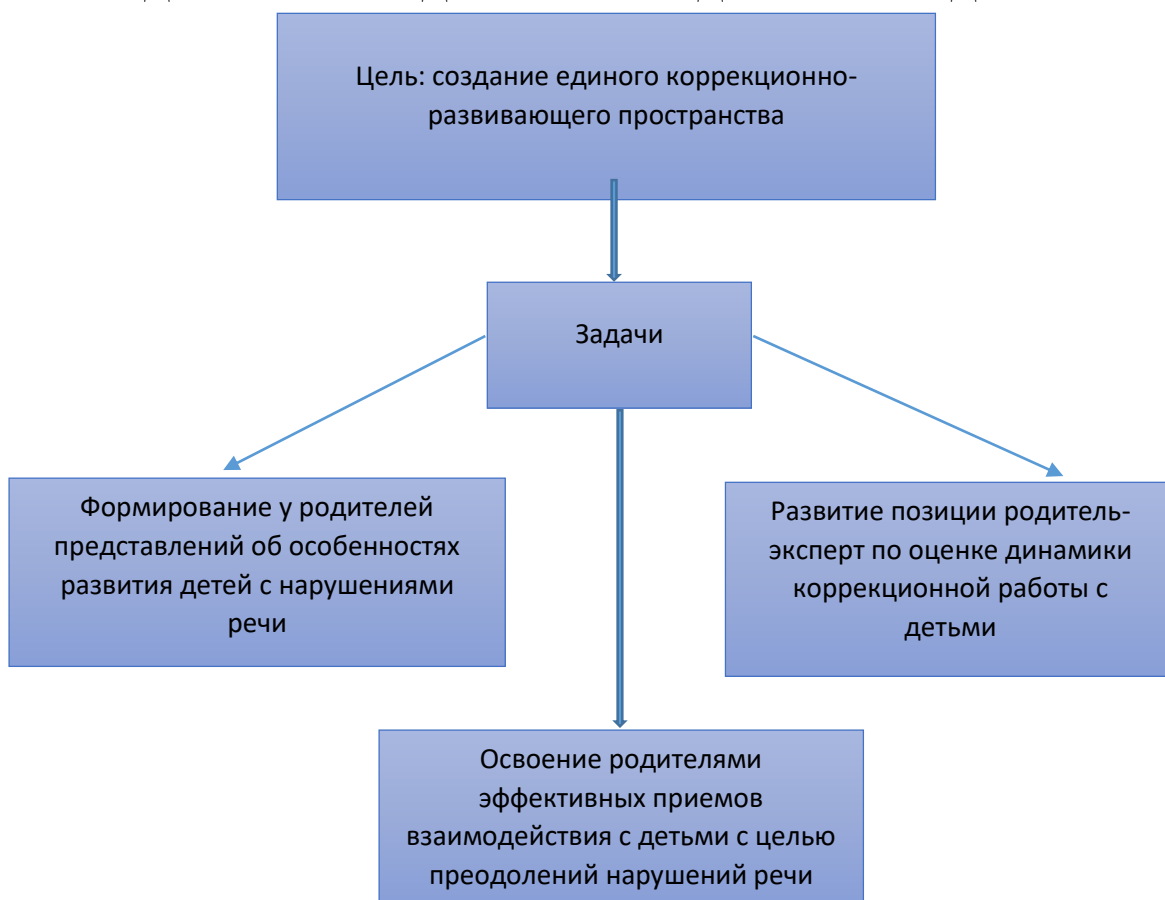 Цель: создание единого коррекционно-
развивающего пространства
Задачи
Формирование у родителей
представлений об особенностях
развития детей с нарушениями
речи
Развитие позиции родитель-
эксперт по оценке динамики
коррекционной работы с
детьми
Освоение родителями
эффективных приемов
взаимодействия с детьми с целью
преодолений нарушений речи